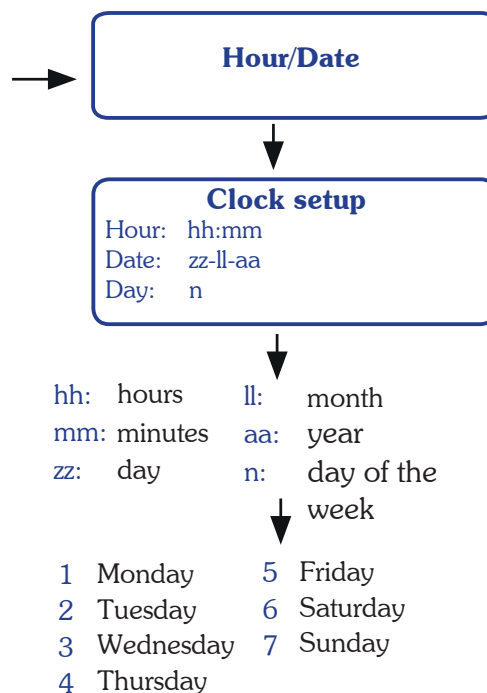 Hour/Date
Clock setup
Hour: hh:mm
Date: zz-ll-aa
Day: n
hh: hours
mm: minutes
zz: day
ll: month
aa: year
n: day of the
week
1 Monday
2 Tuesday
3 Wednesday
4 Thursday
5 Friday
6 Saturday
7 Sunday